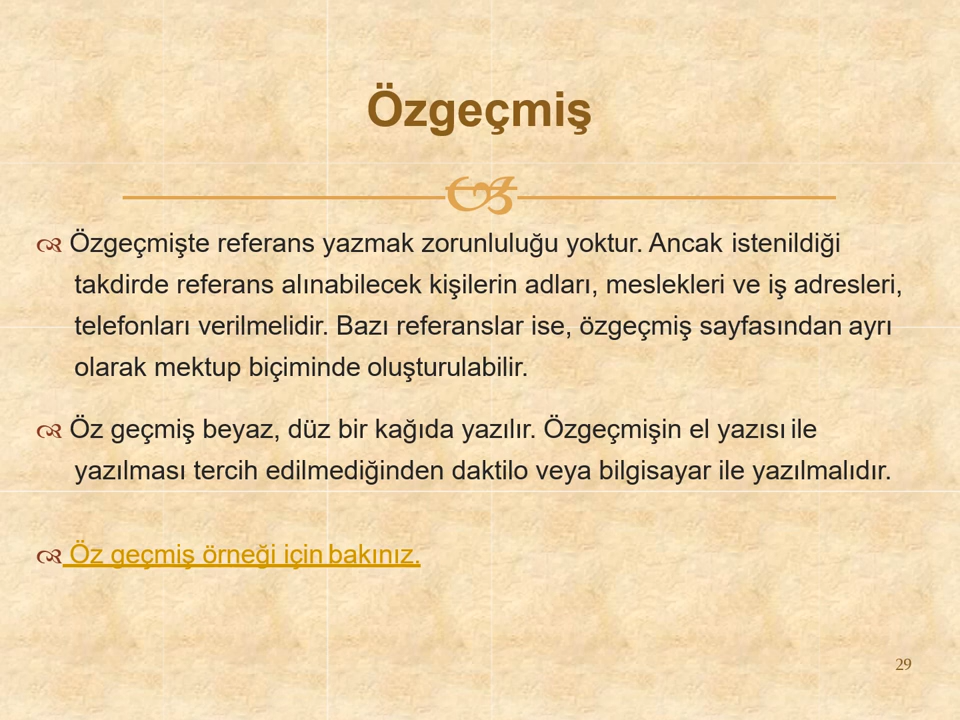 Özgeçmiş
Özgeçmişte referans yazmak zorunluluğu yoktur. Ancak istenildiği
takdirde referans alınabilecek kişilerin adları, meslekleri ve iş adresleri,
telefonları verilmelidir. Bazı referanslar ise, özgeçmiş sayfasından ayrı
olarak mektup biçiminde oluşturulabilir.
Öz geçmiş beyaz, düz bir kağıda yazılır. Özgeçmişin el yazısı ile
yazılması tercih edilmediğinden daktilo veya bilgisayar ile yazılmalıdır.
Öz geçmiş örneği için bakınız.
29